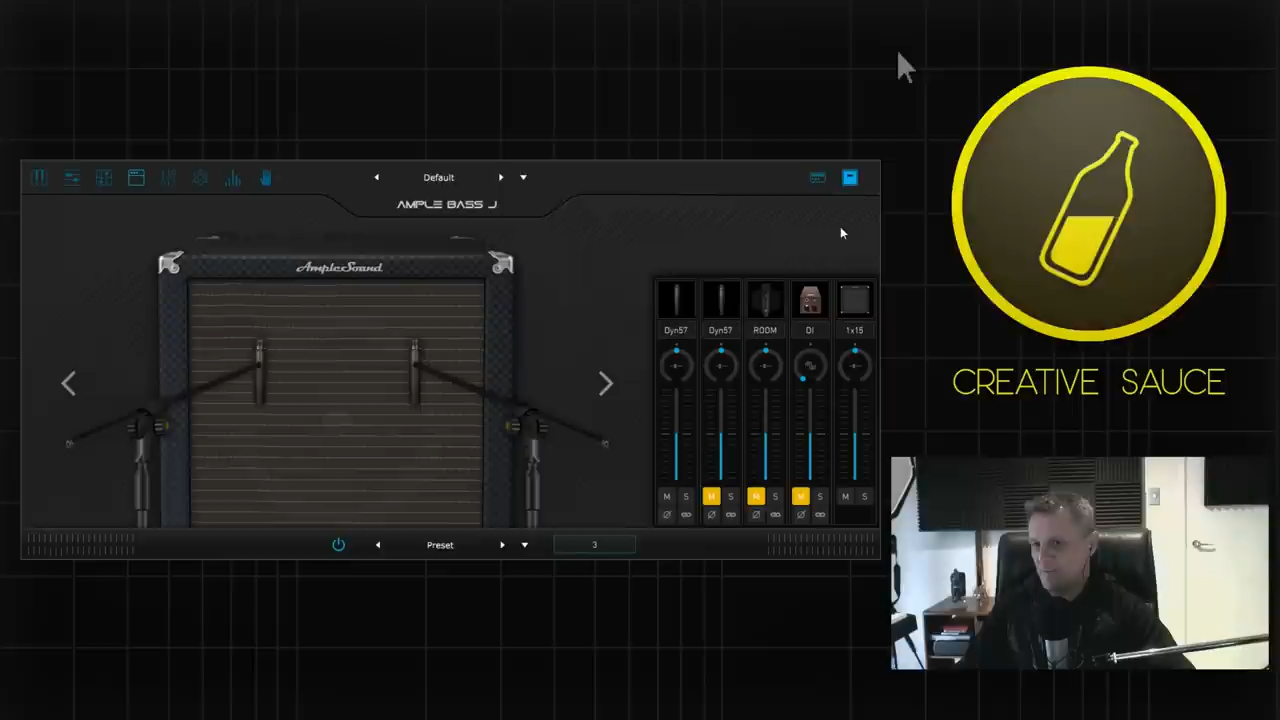 Default
AMPLE BASS J
AmpleSound
Dyn57 Dyn57 ROOM DI 1x15
M S M S M S M S M S
Preset
3
CREATIVE SAUCE